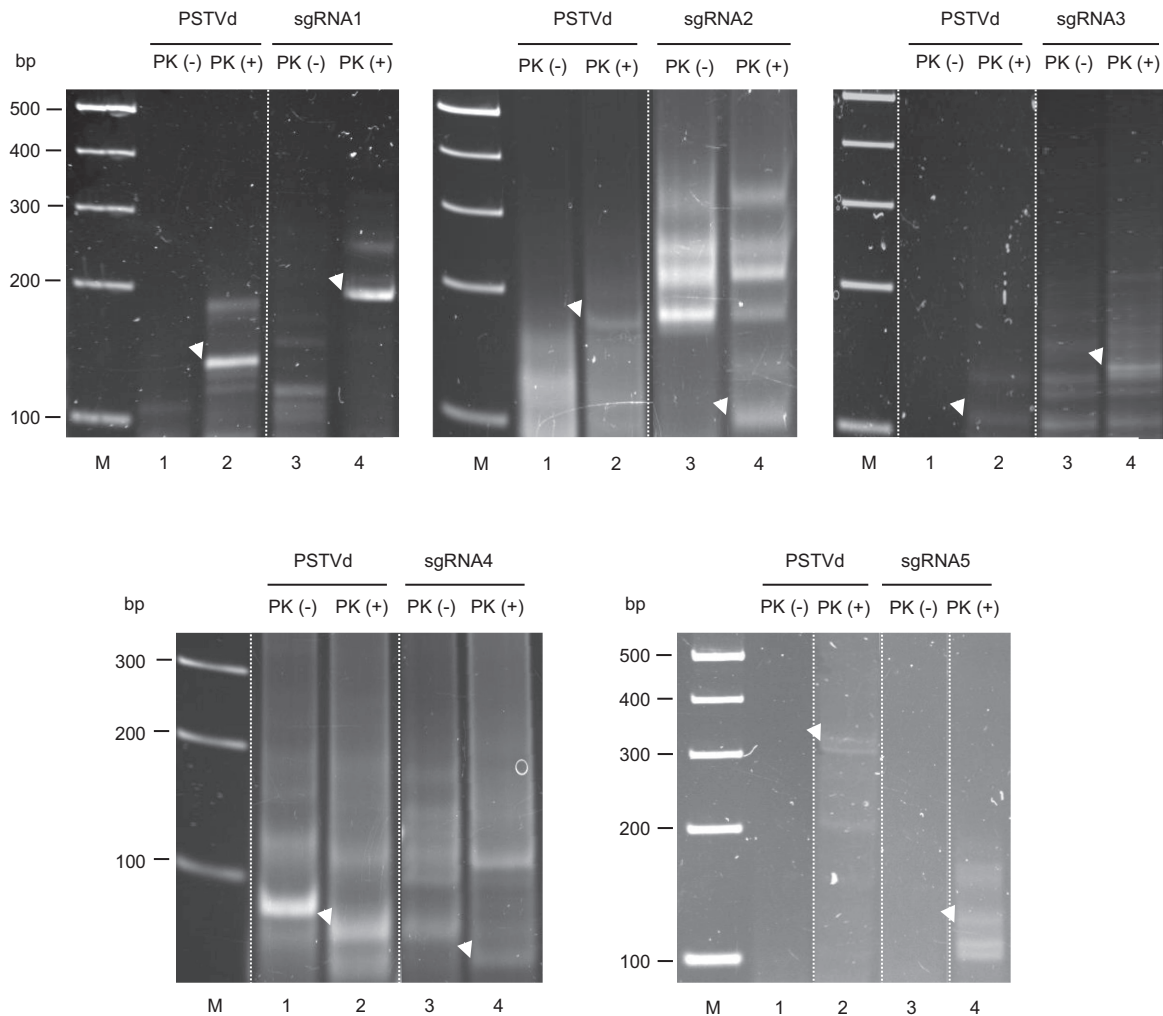 PSTVd sgRNA1
bp PK (-) PK (+) PK (-) PK (+)
500
400
300
200
100
M 1 2 3 4
PSTVd sgRNA2
PK (-) PK (+) PK (-) PK (+)
M 1 2 3 4
PSTVd sgRNA3
PK (-) PK (+) PK (-) PK (+)
M 1 2 3 4
PSTVd sgRNA4
bp PK (-) PK (+) PK (-) PK (+)
300
200
100
M 1 2 3 4
PSTVd sgRNA5
bp PK (-) PK (+) PK (-) PK (+)
500
400
300
200
100
M 1 2 3 4